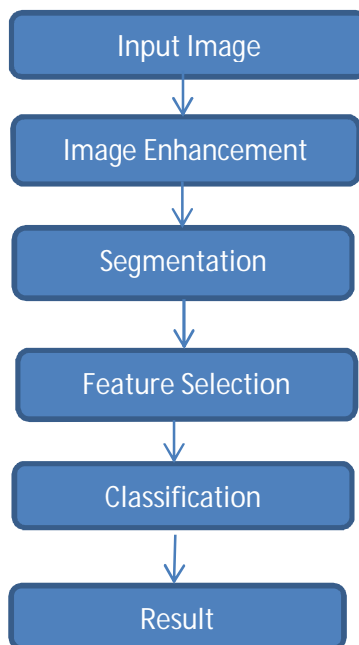 Input Image
Image Enhancement
Segmentation
Feature Selection
Classification
Result